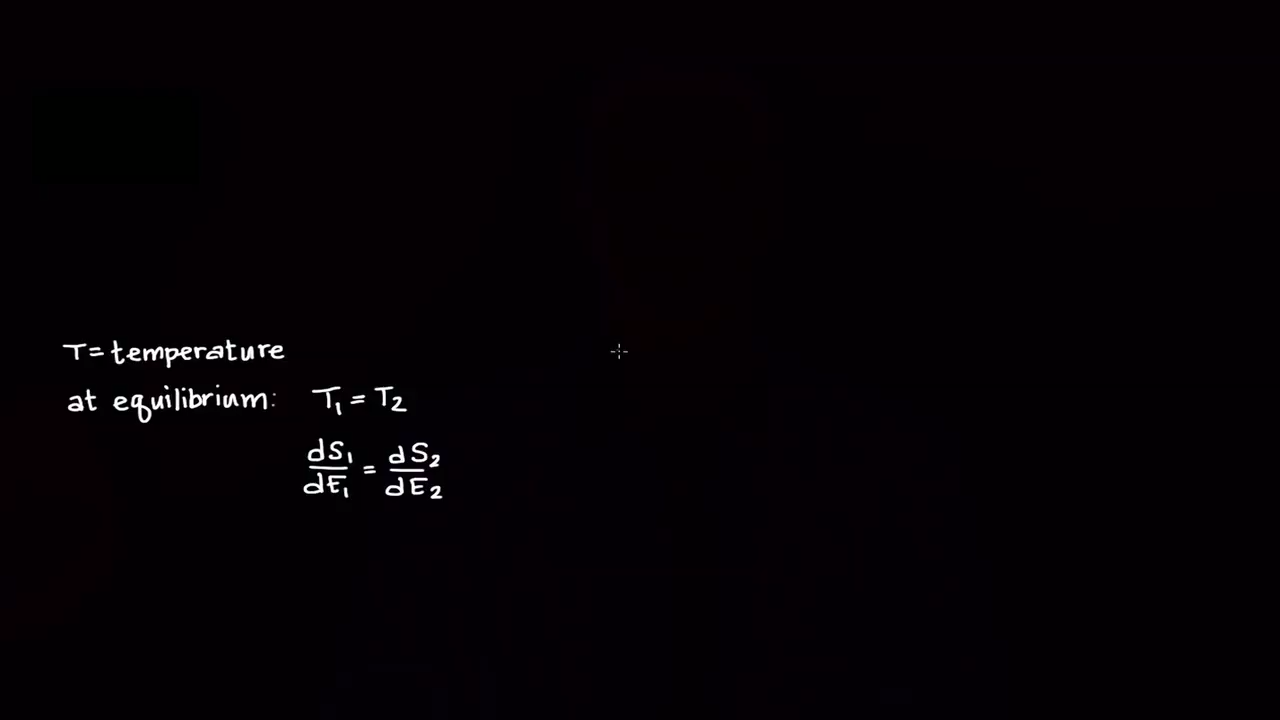 T = temperature
at equilibrium: T₁ = T₂
dS₁/dE₁ = dS₂/dE₂